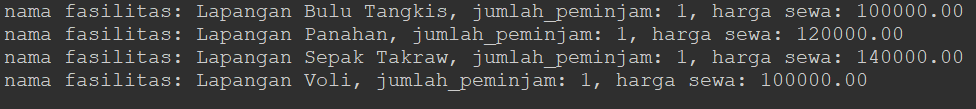 nama fasilitas: Lapangan Bulu Tangkis, jumlah_peminjam: 1, harga sewa: 100000.00
nama fasilitas: Lapangan Panahan, jumlah_peminjam: 1, harga sewa: 120000.00
nama fasilitas: Lapangan Sepak Takraw, jumlah_peminjam: 1, harga sewa: 140000.00
nama fasilitas: Lapangan Voli, jumlah_peminjam: 1, harga sewa: 100000.00